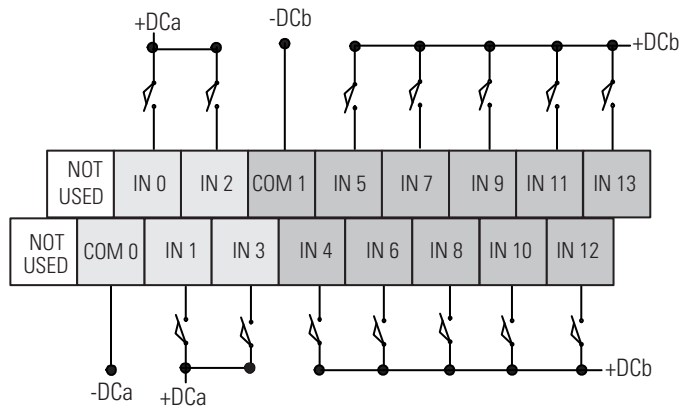 +DCa
-DCb
+DCb
NOT
USED
IN 0
IN 2
COM 1
IN 5
IN 7
IN 9
IN 11
IN 13
NOT
USED
COM 0
IN 1
IN 3
IN 4
IN 6
IN 8
IN 10
IN 12
-DCa
+DCa
+DCb